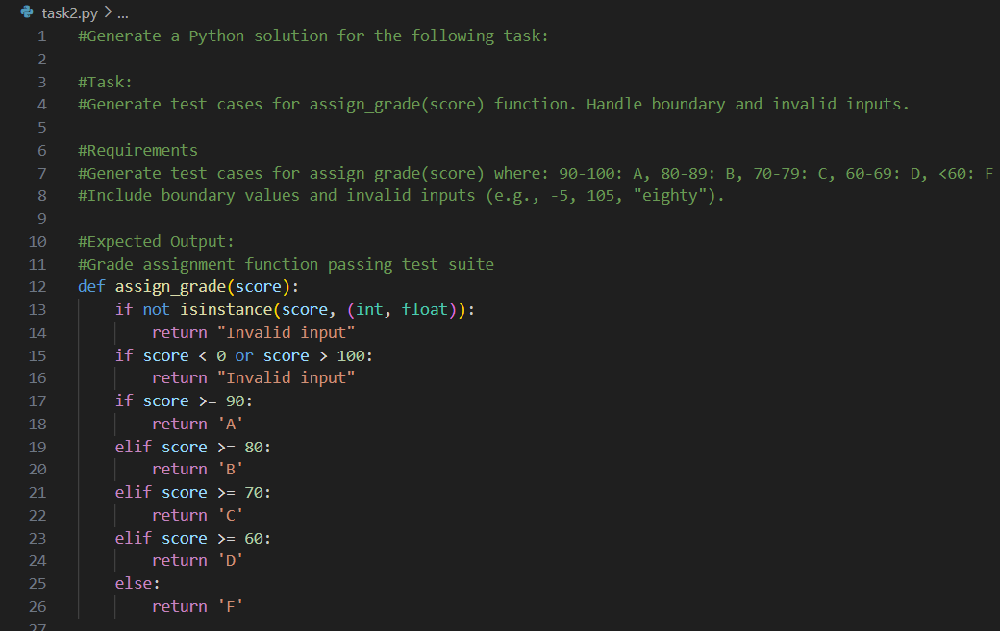 task2.py > ...
1 #Generate a Python solution for the following task:
2
3 #Task:
4 #Generate test cases for assign_grade(score) function. Handle boundary and invalid inputs.
5
6 #Requirements
7 #Generate test cases for assign_grade(score) where: 90-100: A, 80-89: B, 70-79: C, 60-69: D, <60: F
8 #Include boundary values and invalid inputs (e.g., -5, 105, "eighty").
9
10 #Expected Output:
11 #Grade assignment function passing test suite
12 def assign_grade(score):
13     if not isinstance(score, (int, float)):
14         return "Invalid input"
15     if score < 0 or score > 100:
16         return "Invalid input"
17     if score >= 90:
18         return 'A'
19     elif score >= 80:
20         return 'B'
21     elif score >= 70:
22         return 'C'
23     elif score >= 60:
24         return 'D'
25     else:
26         return 'F'
27